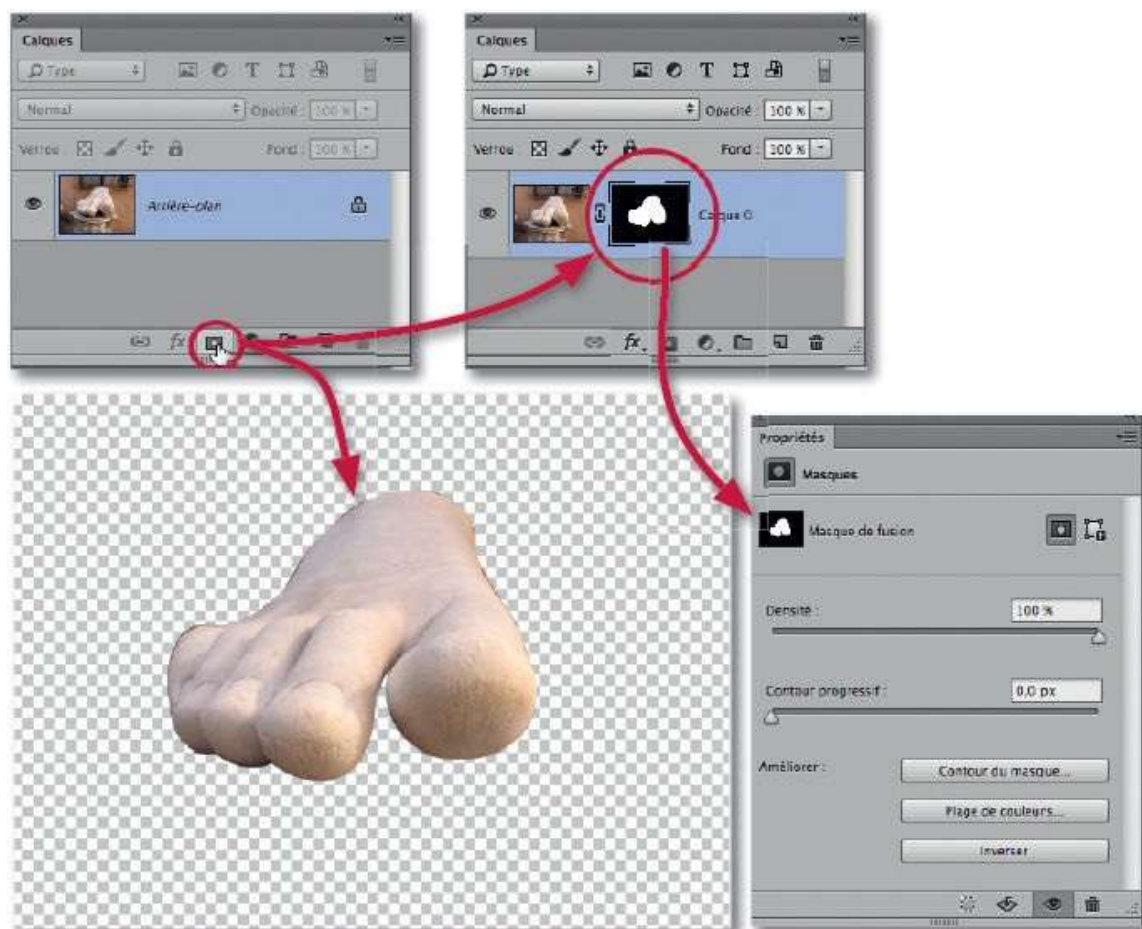 Calques
Type
Normal
Opacité : 100 %
Verrou :
Fond : 100 %
Arrière-plan
fx
Calques
Type
Normal
Opacité : 100 %
Verrou :
Fond : 100 %
Calque 0
fx
Propriétés
Masques
Masque de fusion
Densité :
100 %
Contour progressif :
0,0 px
Améliorer :
Contour du masque...
Plage de couleurs...
Inverser